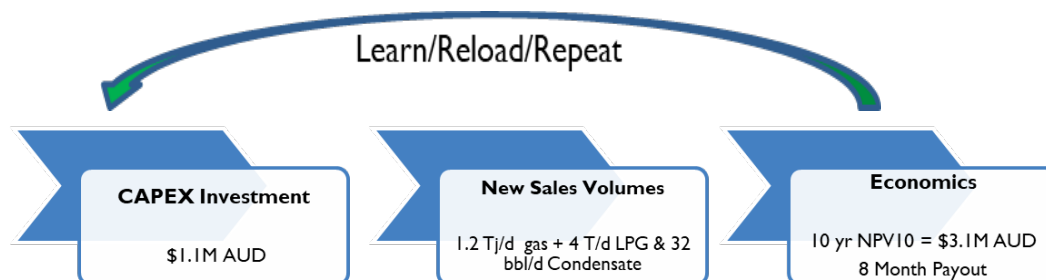 Learn/Reload/Repeat
CAPEX Investment
$1.1M AUD
New Sales Volumes
1.2 Tj/d gas + 4 T/d LPG & 32
bbl/d Condensate
Economics
10 yr NPV10 = $3.1M AUD
8 Month Payout